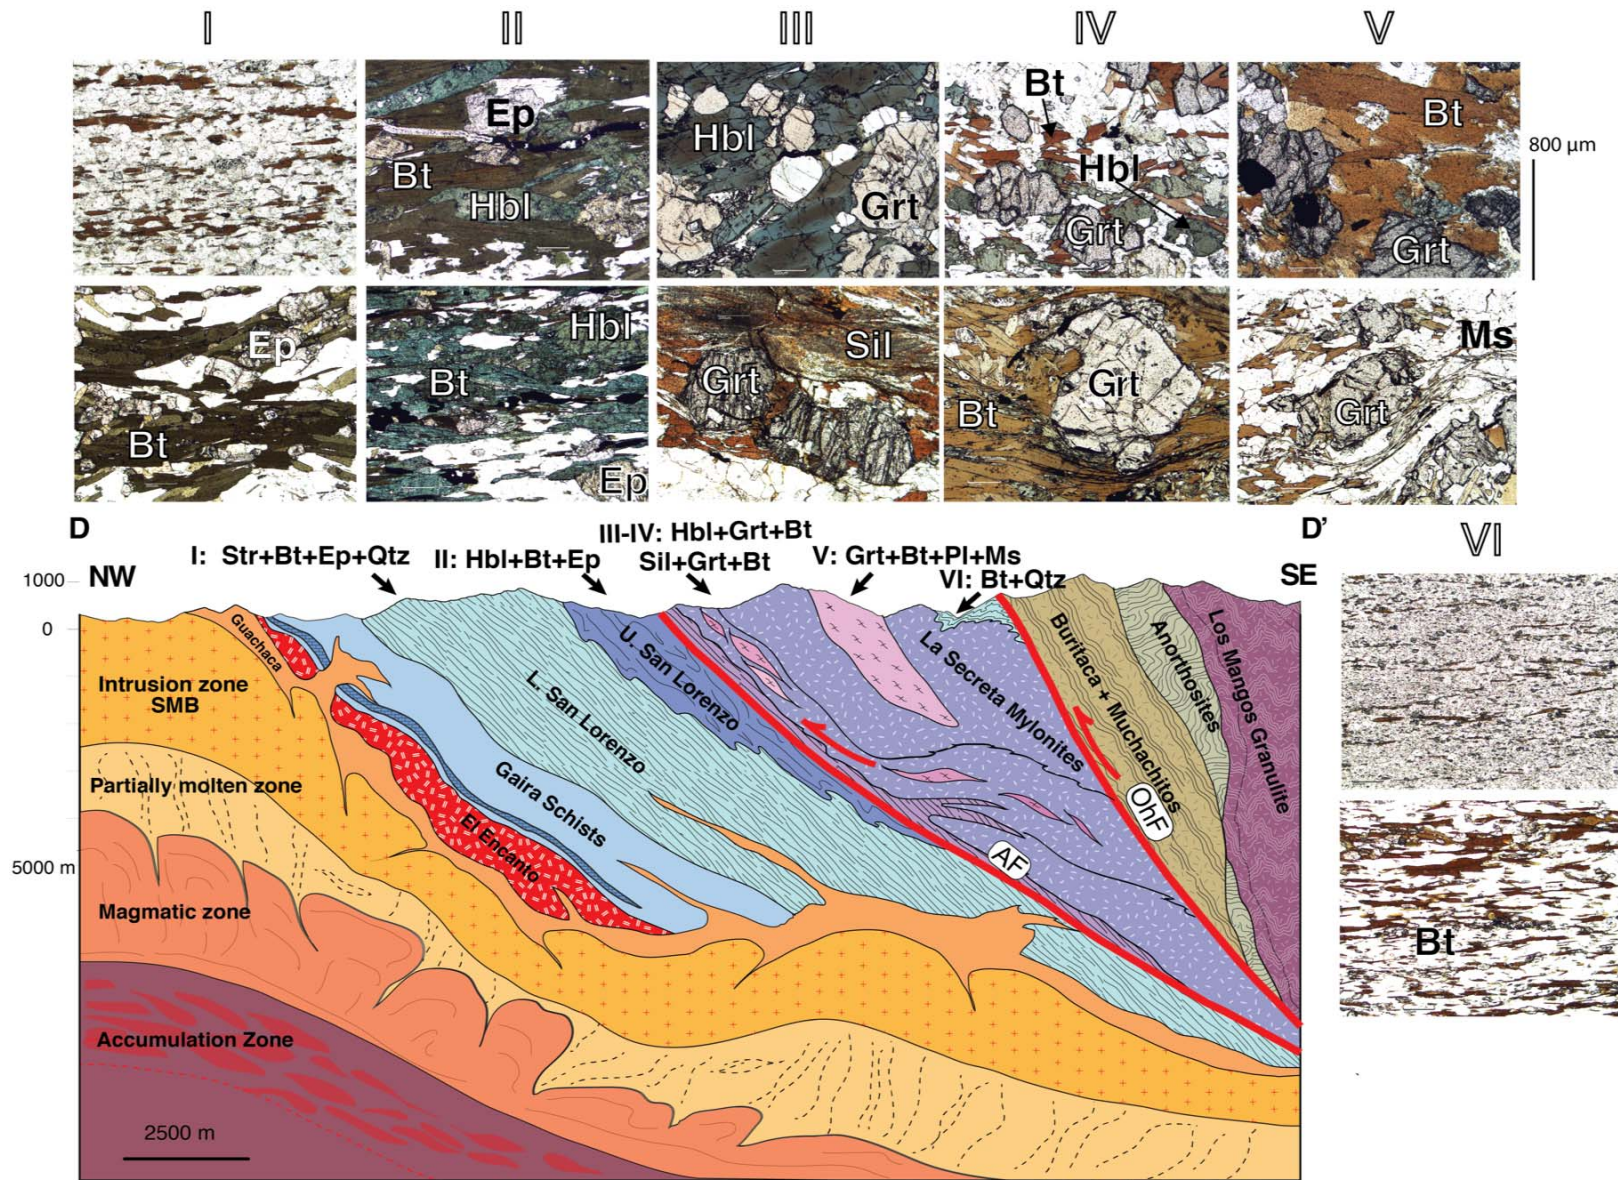 I II III IV V
Ep
Bt
Hbl
Hbl
Grt
Bt
Hbl
Grt
Bt
Grt
800 µm
Ep
Bt
Hbl
Bt
Ep
Sil
Grt
Grt
Bt
Ms
Grt
D
D'
VI
NW
SE
I: Str+Bt+Ep+Qtz
II: Hbl+Bt+Ep
III-IV: Hbl+Grt+Bt
Sil+Grt+Bt
V: Grt+Bt+Pl+Ms
VI: Bt+Qtz
1000
0
5000 m
Guachaca
Intrusion zone
SMB
Partially molten zone
Magmatic zone
Accumulation Zone
2500 m
El Encanto
Gaira Schists
L. San Lorenzo
U. San Lorenzo
La Secreta Mylonites
Buritaca + Muchachitos
Anorthosites
Los Mangos Granulite
AF
OhF
Bt